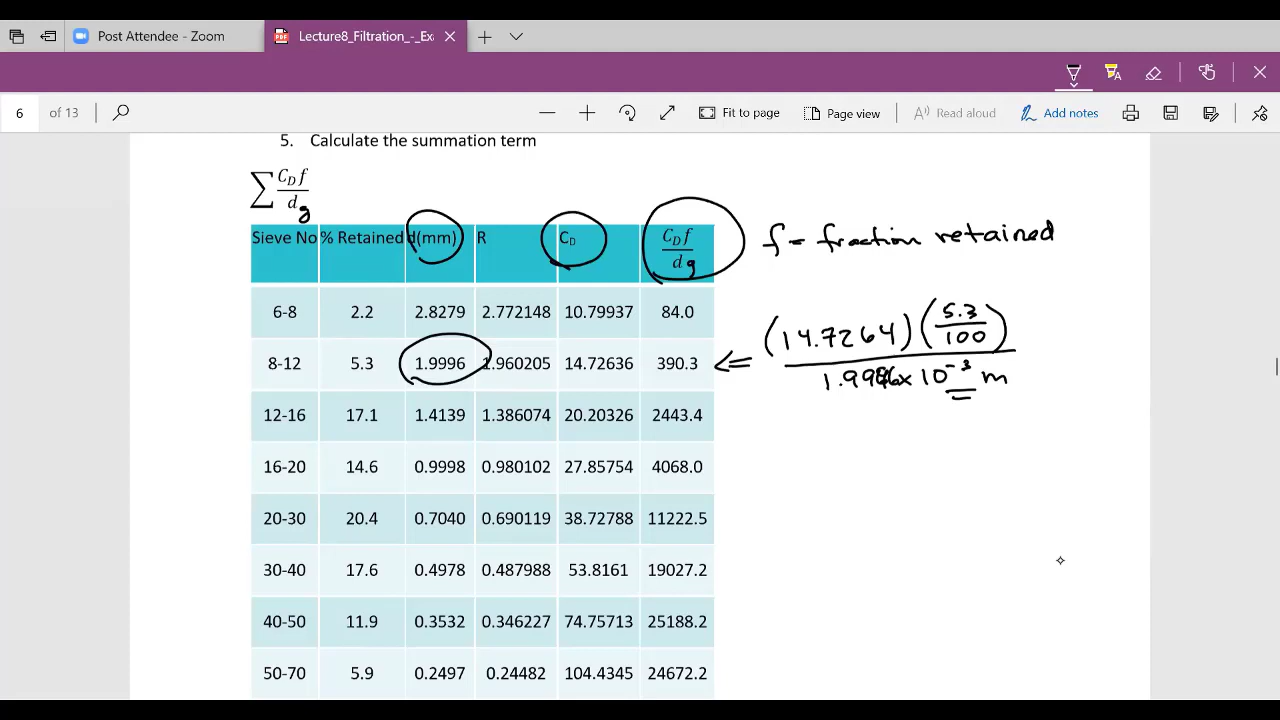 Post Attendee - Zoom
Lecture8_Filtration_-_Exa
6 of 13
Fit to page
Page view
Read aloud
Add notes
5. Calculate the summation term
∑ C_D f / d_g
Sieve No % Retained d(mm) R C_D C_D f / d_g
f = fraction retained
6-8 2.2 2.8279 2.772148 10.79937 84.0
8-12 5.3 1.9996 1.960205 14.72636 390.3
(14.7264) (5.3/100) / 1.9996 x 10^-3 m
12-16 17.1 1.4139 1.386074 20.20326 2443.4
16-20 14.6 0.9998 0.980102 27.85754 4068.0
20-30 20.4 0.7040 0.690119 38.72788 11222.5
30-40 17.6 0.4978 0.487988 53.8161 19027.2
40-50 11.9 0.3532 0.346227 74.75713 25188.2
50-70 5.9 0.2497 0.24482 104.4345 24672.2